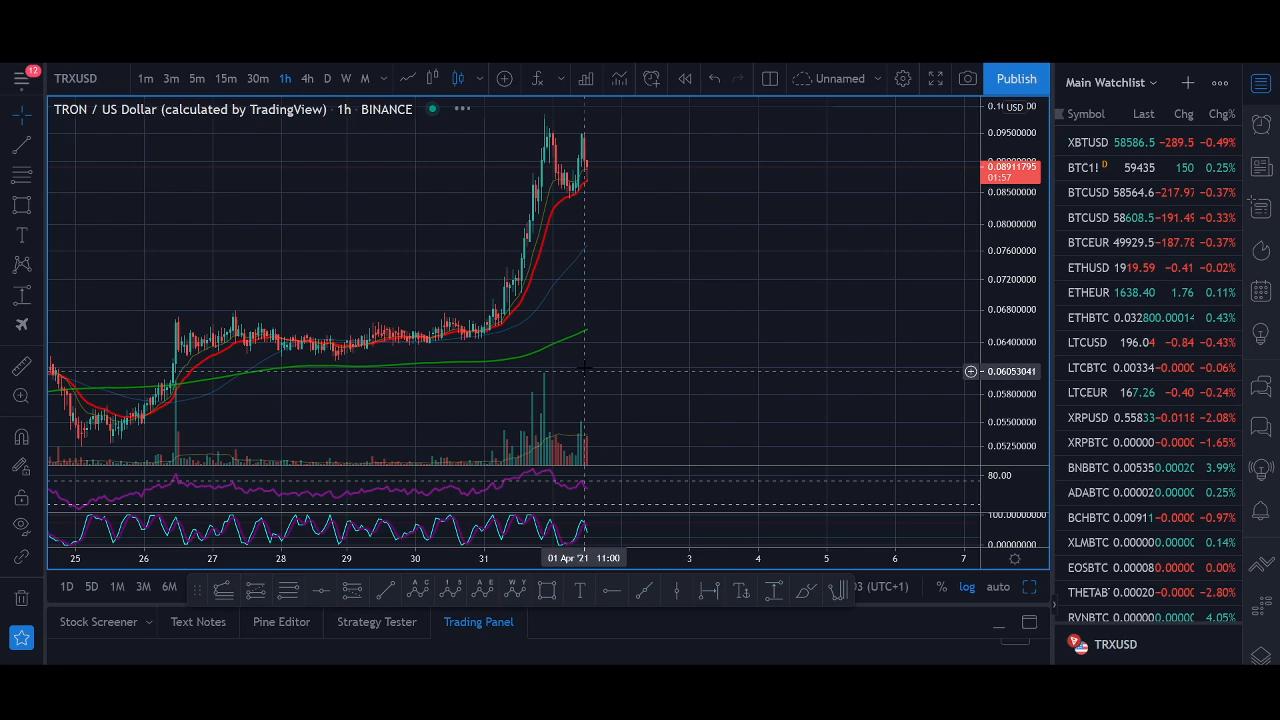 12
TRXUSD 1m 3m 5m 15m 30m 1h 4h D W M Unnamed Publish
TRON / US Dollar (calculated by TradingView) · 1h · BINANCE
USD
0.09500000
0.08911795
01:57
0.08500000
0.08000000
0.07600000
0.07200000
0.06800000
0.06400000
0.06053041
0.05800000
0.05500000
0.05250000
80.00
100.00000000
0.00000000
25 26 27 28 29 30 31 01 Apr '21 11:00 3 4 5 6 7
1D 5D 1M 3M 6M (UTC+1) % log auto
Stock Screener Text Notes Pine Editor Strategy Tester Trading Panel
Main Watchlist
Symbol Last Chg Chg%
XBTUSD 58586.5 -289.5 -0.49%
BTC1! D 59435 150 0.25%
BTCUSD 58564.6 -217.97 -0.37%
BTCUSD 58608.5 -191.49 -0.33%
BTCEUR 49929.5 -187.78 -0.37%
ETHUSD 1919.59 -0.41 -0.02%
ETHEUR 1638.40 1.76 0.11%
ETHBTC 0.03280 0.00014 0.43%
LTCUSD 196.04 -0.84 -0.43%
LTCBTC 0.00334 -0.0000 -0.06%
LTCEUR 167.26 -0.40 -0.24%
XRPUSD 0.55833 -0.0118 -2.08%
XRPBTC 0.00000 -0.0000 -1.65%
BNBBTC 0.00535 0.00020 3.99%
ADABTC 0.00002 0.00000 0.25%
BCHBTC 0.00911 -0.0000 -0.97%
XLMBTC 0.00000 0.00000 0.14%
EOSBTC 0.00008 0.00000 0.00%
THETAB 0.00020 -0.0000 -2.80%
RVNBTC 0.00000 0.00000 4.05%
TRXUSD